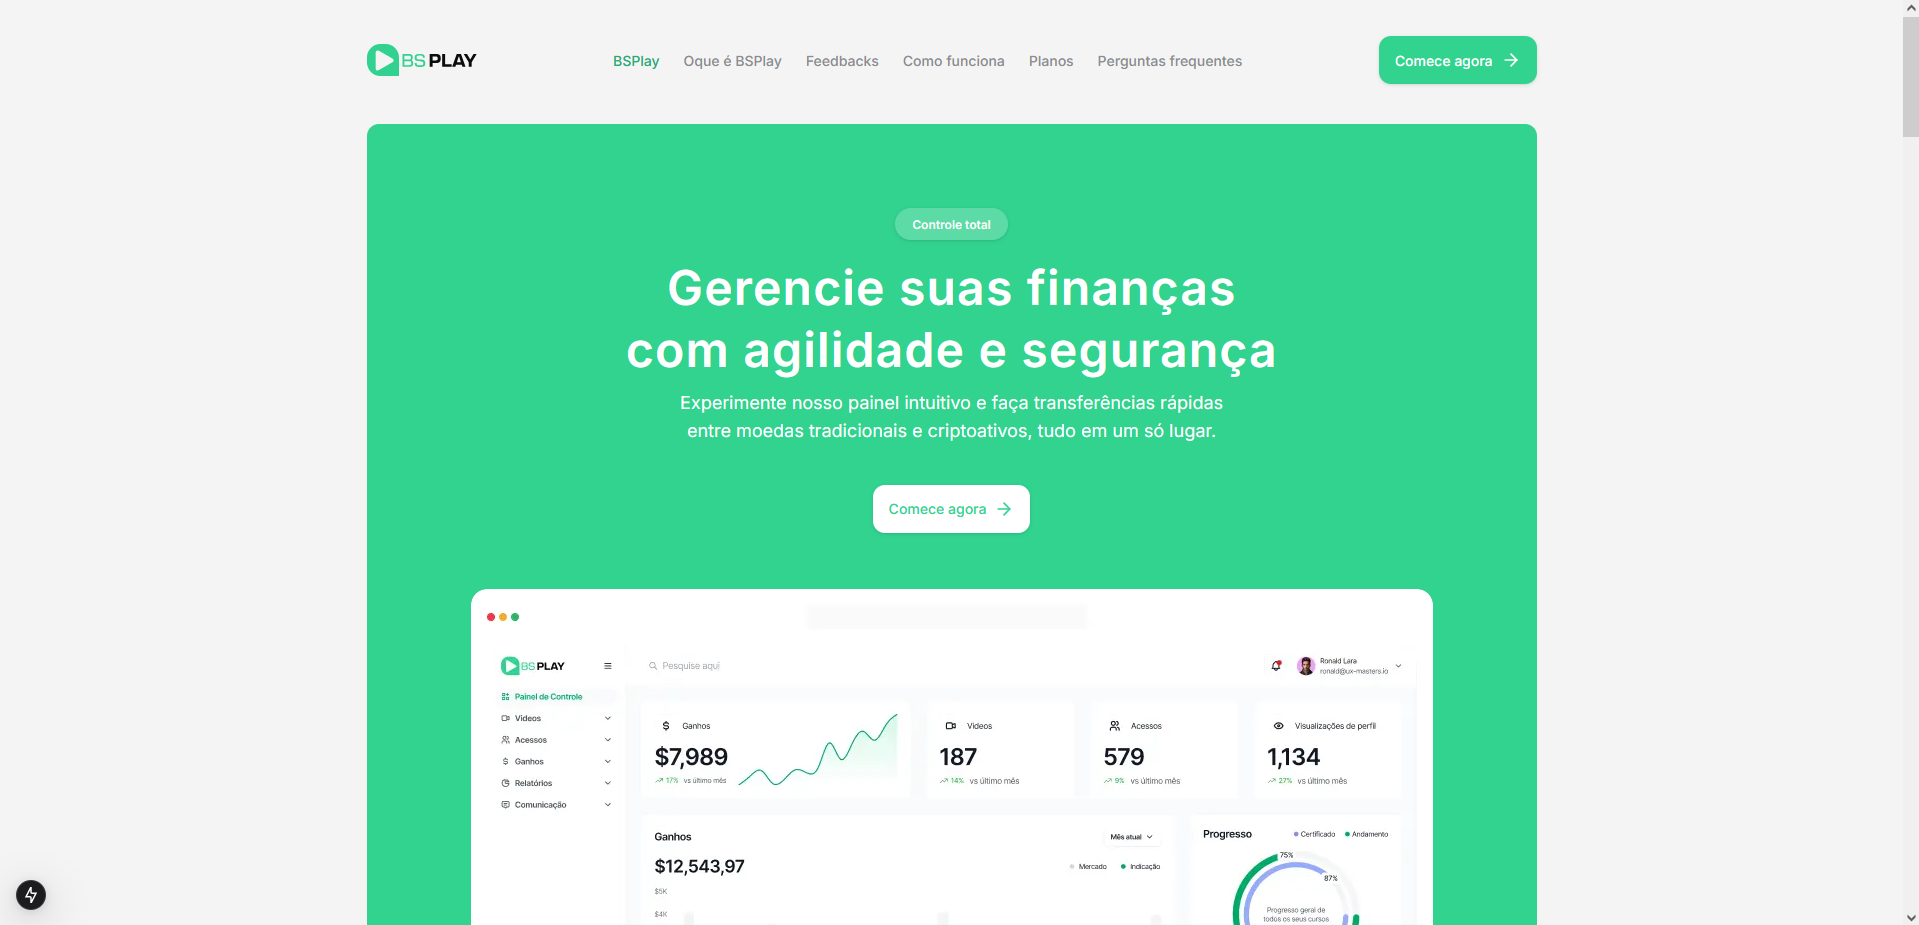 BS PLAY
BSPlay
Oque é BSPlay
Feedbacks
Como funciona
Planos
Perguntas frequentes
Comece agora
Controle total
Gerencie suas finanças
com agilidade e segurança
Experimente nosso painel intuitivo e faça transferências rápidas
entre moedas tradicionais e criptoativos, tudo em um só lugar.
Comece agora
BS PLAY
Pesquise aquí
Ronald Lara
ronald@ux-masters.io
Painel de Controle
Videos
Acessos
Ganhos
Relatórios
Comunicação
Ganhos
$7,989
17% vs último mês
Videos
187
14% vs último mês
Acessos
579
9% vs último mês
Visualizações de perfil
1,134
27% vs último mês
Ganhos
Mês atual
$12,543,97
Mercado
Indicação
$5K
$4K
Progresso
Certificado
Andamento
75%
87%
Progresso geral de
todos os seus cursos